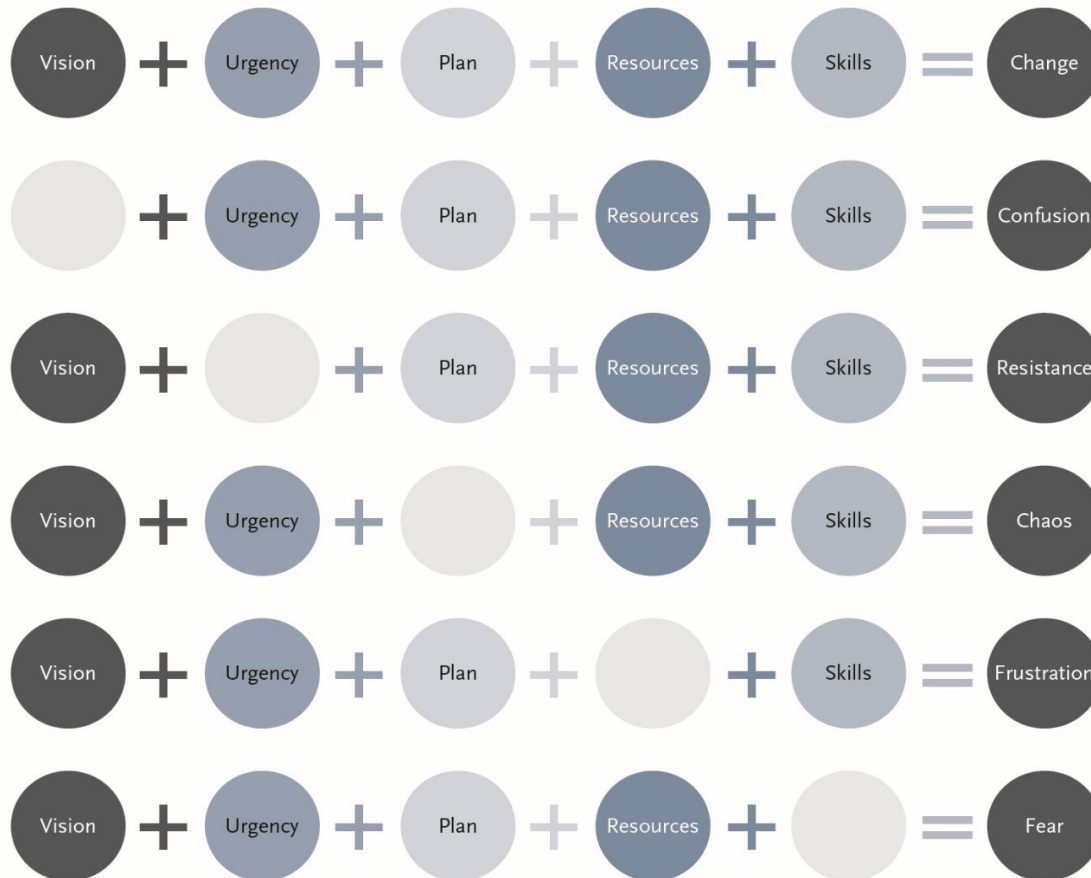 Vision + Urgency + Plan + Resources + Skills = Change
+ Urgency + Plan + Resources + Skills = Confusion
Vision + + Plan + Resources + Skills = Resistance
Vision + Urgency + + Resources + Skills = Chaos
Vision + Urgency + Plan + + Skills = Frustration
Vision + Urgency + Plan + Resources + = Fear